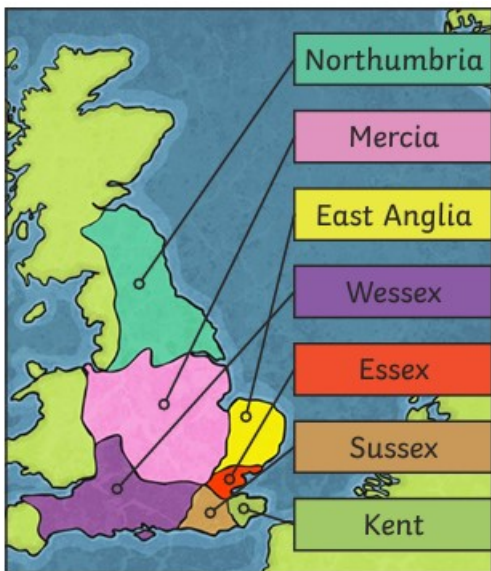 Northumbria
Mercia
East Anglia
Wessex
Essex
Sussex
Kent